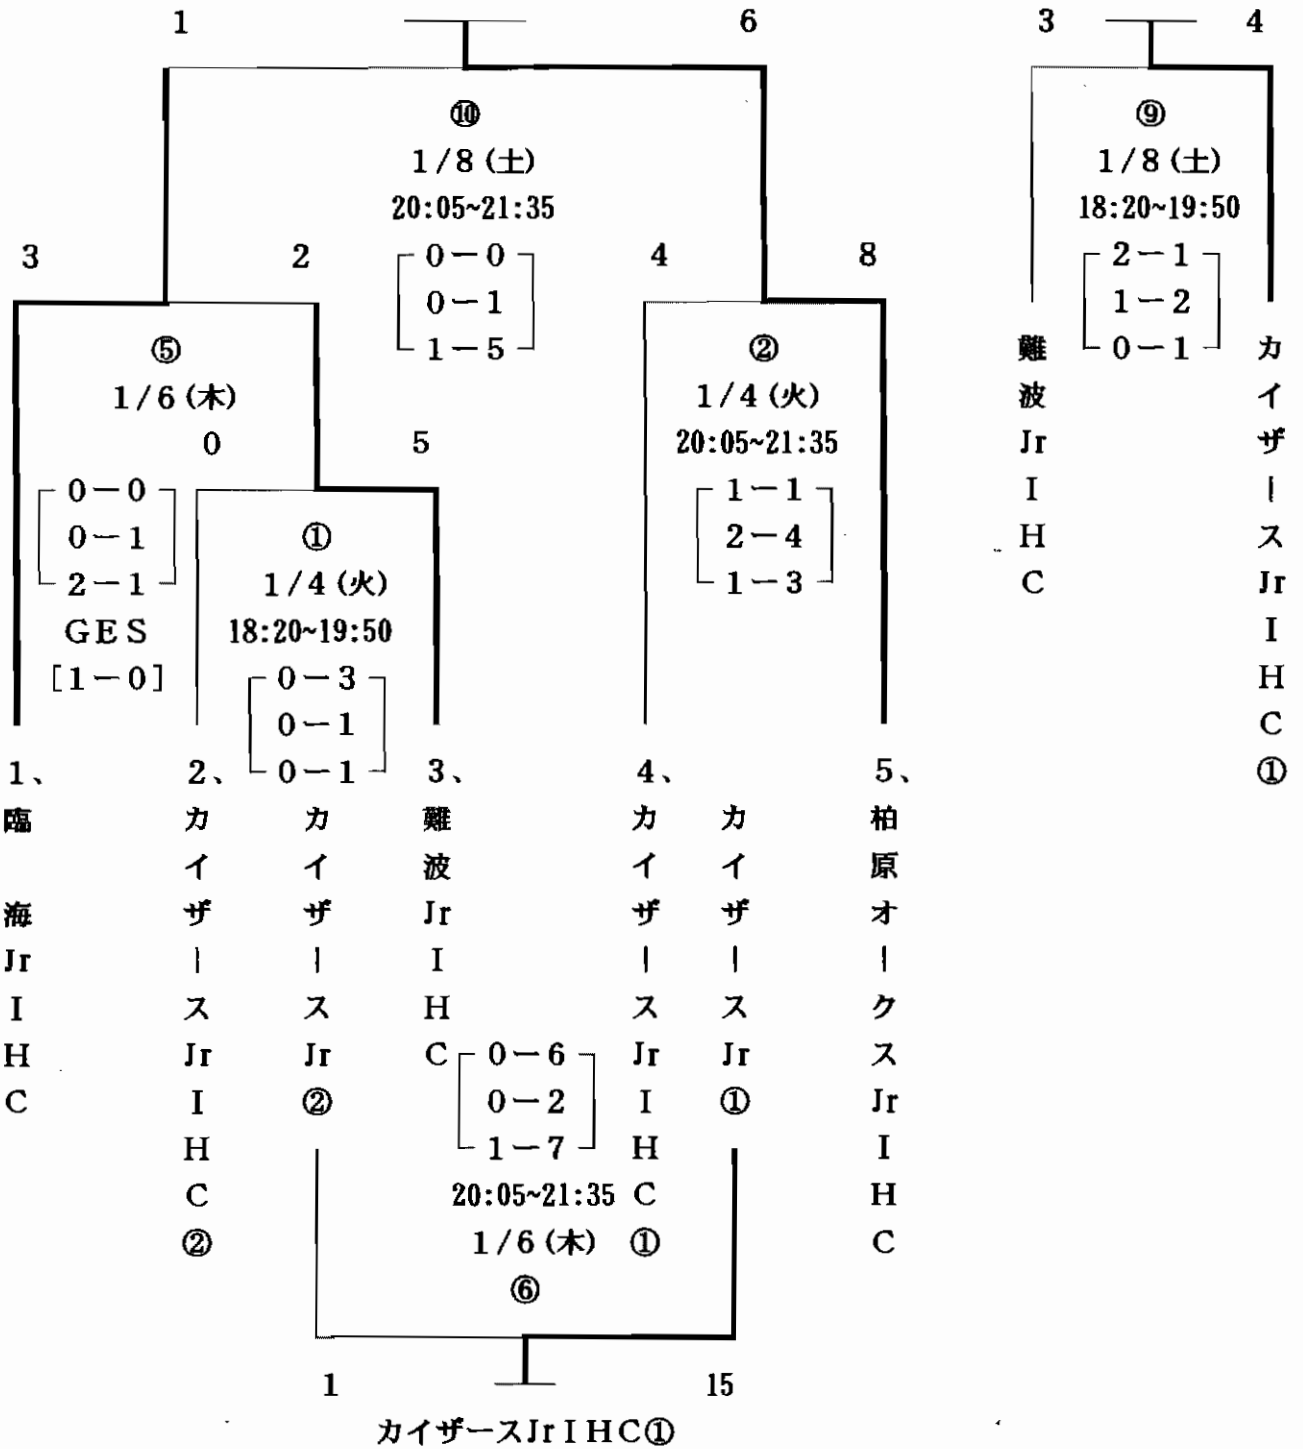 1
6
⑩
1/8(土)
20:05~21:35
0－0
0－1
1－5
3
4
⑨
1/8(土)
18:20~19:50
2－1
1－2
0－1
難波JrIHC
カイザースJrIHC①
3
2
⑤
1/6(木)
0－0
0－1
2－1
GES
[1－0]
0
5
①
1/4(火)
18:20~19:50
0－3
0－1
0－1
4
8
②
1/4(火)
20:05~21:35
1－1
2－4
1－3
1、臨海JrIHC
2、カイザースJrIHC②
カイザースJr②
3、難波JrIHC
4、カイザースJrIHC①
カイザースJr①
5、柏原オークスJrIHC
0－6
0－2
1－7
20:05~21:35
1/6(木)
⑥
1
15
カイザースJrIHC①